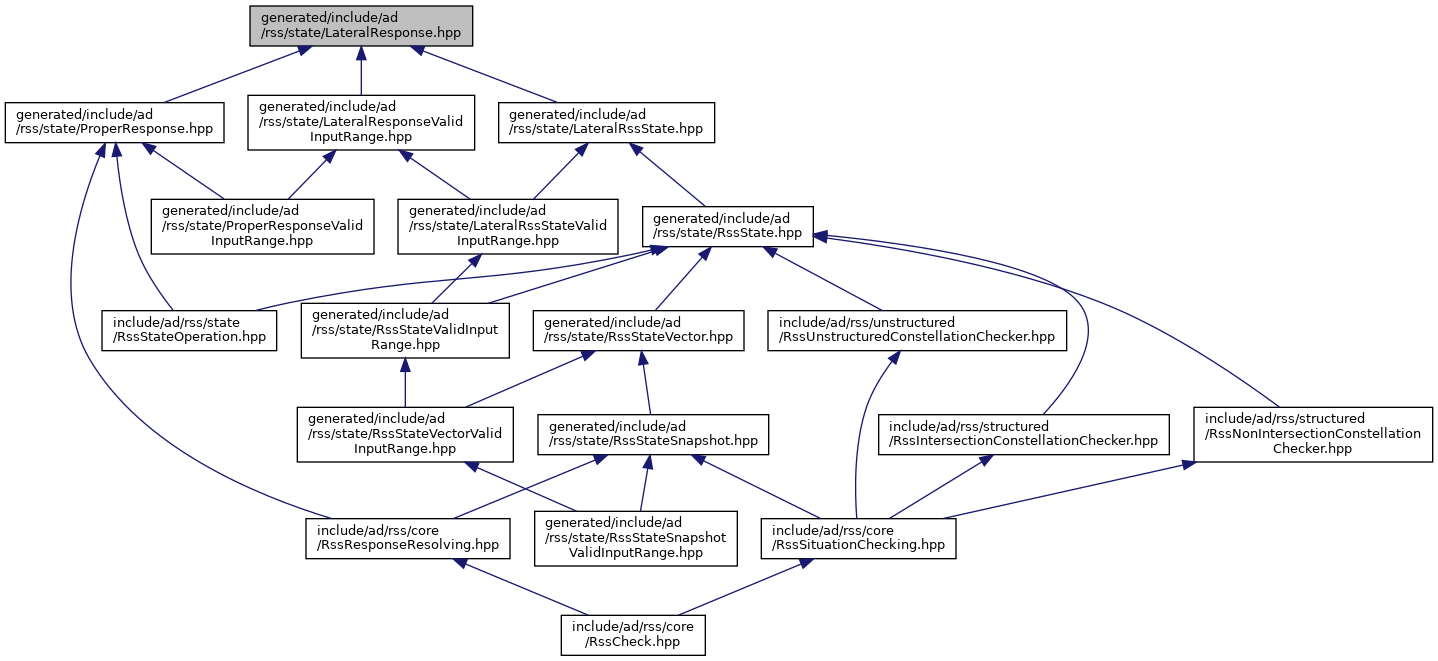 generated/include/ad
/rss/state/LateralResponse.hpp
generated/include/ad
/rss/state/ProperResponse.hpp
generated/include/ad
/rss/state/LateralResponseValid
InputRange.hpp
generated/include/ad
/rss/state/LateralRssState.hpp
generated/include/ad
/rss/state/ProperResponseValid
InputRange.hpp
generated/include/ad
/rss/state/LateralRssStateValid
InputRange.hpp
generated/include/ad
/rss/state/RssState.hpp
include/ad/rss/state
/RssStateOperation.hpp
generated/include/ad
/rss/state/RssStateValidInput
Range.hpp
generated/include/ad
/rss/state/RssStateVector.hpp
include/ad/rss/unstructured
/RssUnstructuredConstellationChecker.hpp
generated/include/ad
/rss/state/RssStateVectorValid
InputRange.hpp
generated/include/ad
/rss/state/RssStateSnapshot.hpp
include/ad/rss/structured
/RssIntersectionConstellationChecker.hpp
include/ad/rss/structured
/RssNonIntersectionConstellation
Checker.hpp
include/ad/rss/core
/RssResponseResolving.hpp
generated/include/ad
/rss/state/RssStateSnapshot
ValidInputRange.hpp
include/ad/rss/core
/RssSituationChecking.hpp
include/ad/rss/core
/RssCheck.hpp